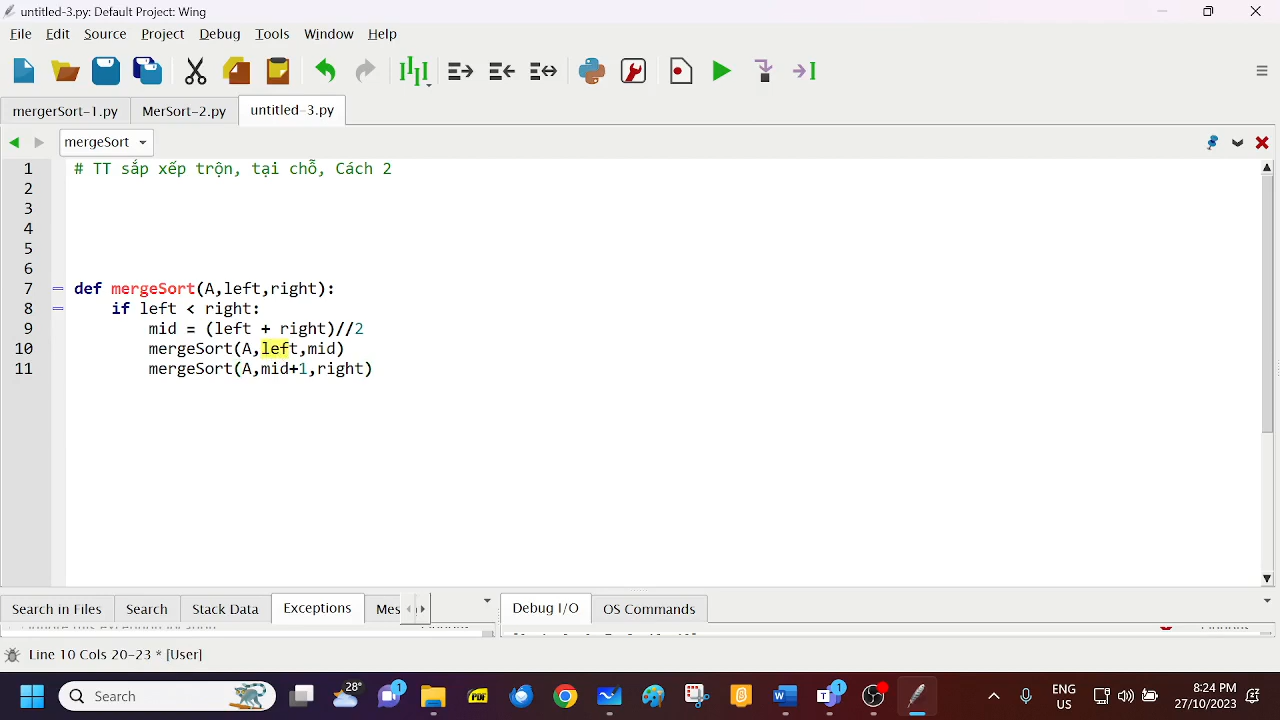 untitled-3.py: Default Project: Wing
File Edit Source Project Debug Tools Window Help
mergerSort-1.py MerSort-2.py untitled-3.py
mergeSort
1 # TT sắp xếp trộn, tại chỗ, Cách 2
2
3
4
5
6
7 def mergeSort(A,left,right):
8 if left < right:
9 mid = (left + right)//2
10 mergeSort(A,left,mid)
11 mergeSort(A,mid+1,right)
Search in Files Search Stack Data Exceptions Mes Debug I/O OS Commands
Line 10 Cols 20-23 * [User]
Search 28° 1 PDF 1 ENG US 8:24 PM 27/10/2023